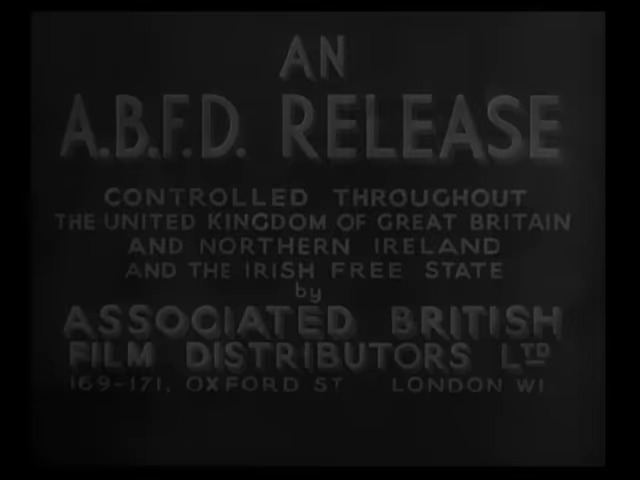 AN
A.B.F.D. RELEASE
CONTROLLED THROUGHOUT
THE UNITED KINGDOM OF GREAT BRITAIN
AND NORTHERN IRELAND
AND THE IRISH FREE STATE
by
ASSOCIATED BRITISH
FILM DISTRIBUTORS LTD
169-171, OXFORD ST LONDON W1